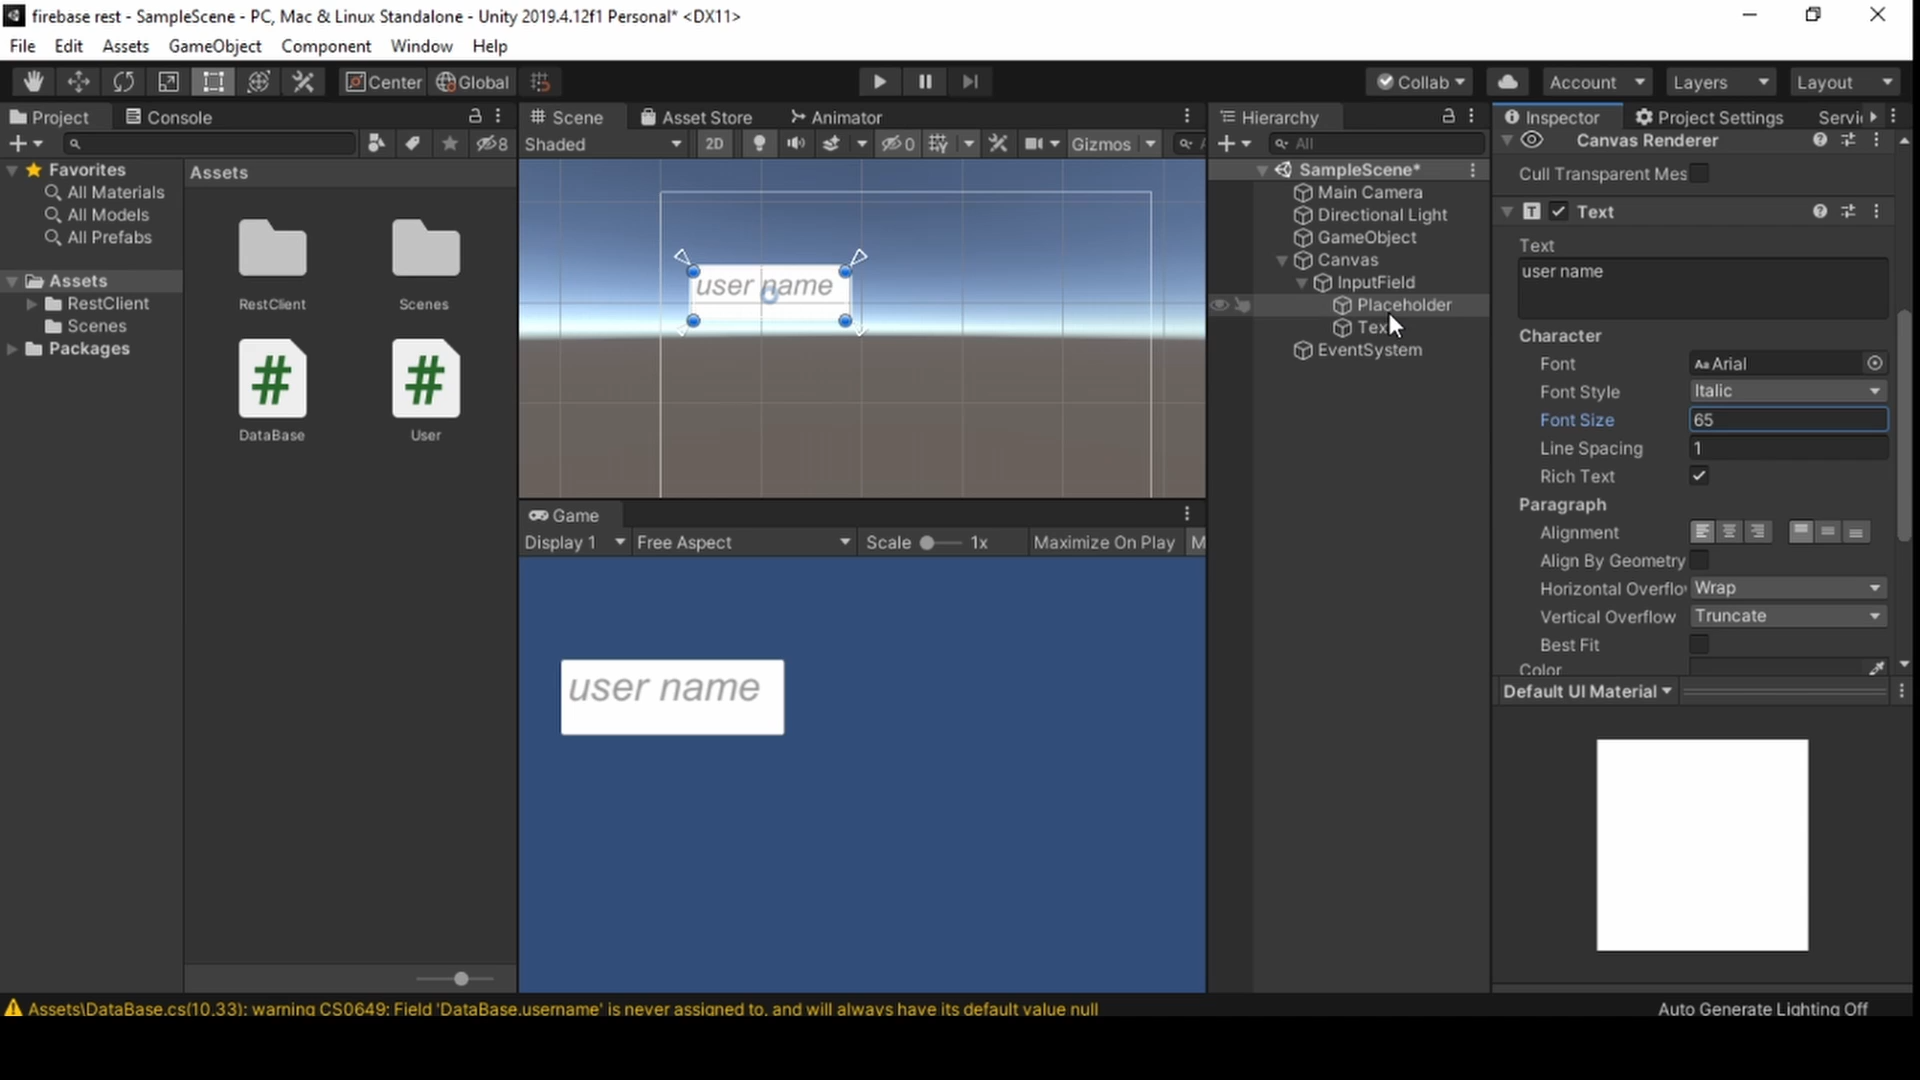 firebase rest - SampleScene - PC, Mac & Linux Standalone - Unity 2019.4.12f1 Personal* <DX11>
File Edit Assets GameObject Component Window Help
Center Global Collab Account Layers Layout
Project Console
8
Favorites
All Materials
All Models
All Prefabs
Assets
RestClient
Scenes
Packages
Assets
RestClient Scenes
DataBase User
Scene Asset Store Animator
Shaded 2D 0 Gizmos
user name
Game
Display 1 Free Aspect Scale 1x Maximize On Play M
user name
Hierarchy
All
SampleScene*
Main Camera
Directional Light
GameObject
Canvas
InputField
Placeholder
Tex
EventSystem
Inspector Project Settings Servi
Canvas Renderer
Cull Transparent Mes
Text
Text
user name
Character
Font Aa Arial
Font Style Italic
Font Size 65
Line Spacing 1
Rich Text
Paragraph
Alignment
Align By Geometry
Horizontal Overflo Wrap
Vertical Overflow Truncate
Best Fit
Color
Default UI Material
Assets\DataBase.cs(10,33): warning CS0649: Field 'DataBase.username' is never assigned to, and will always have its default value null
Auto Generate Lighting Off